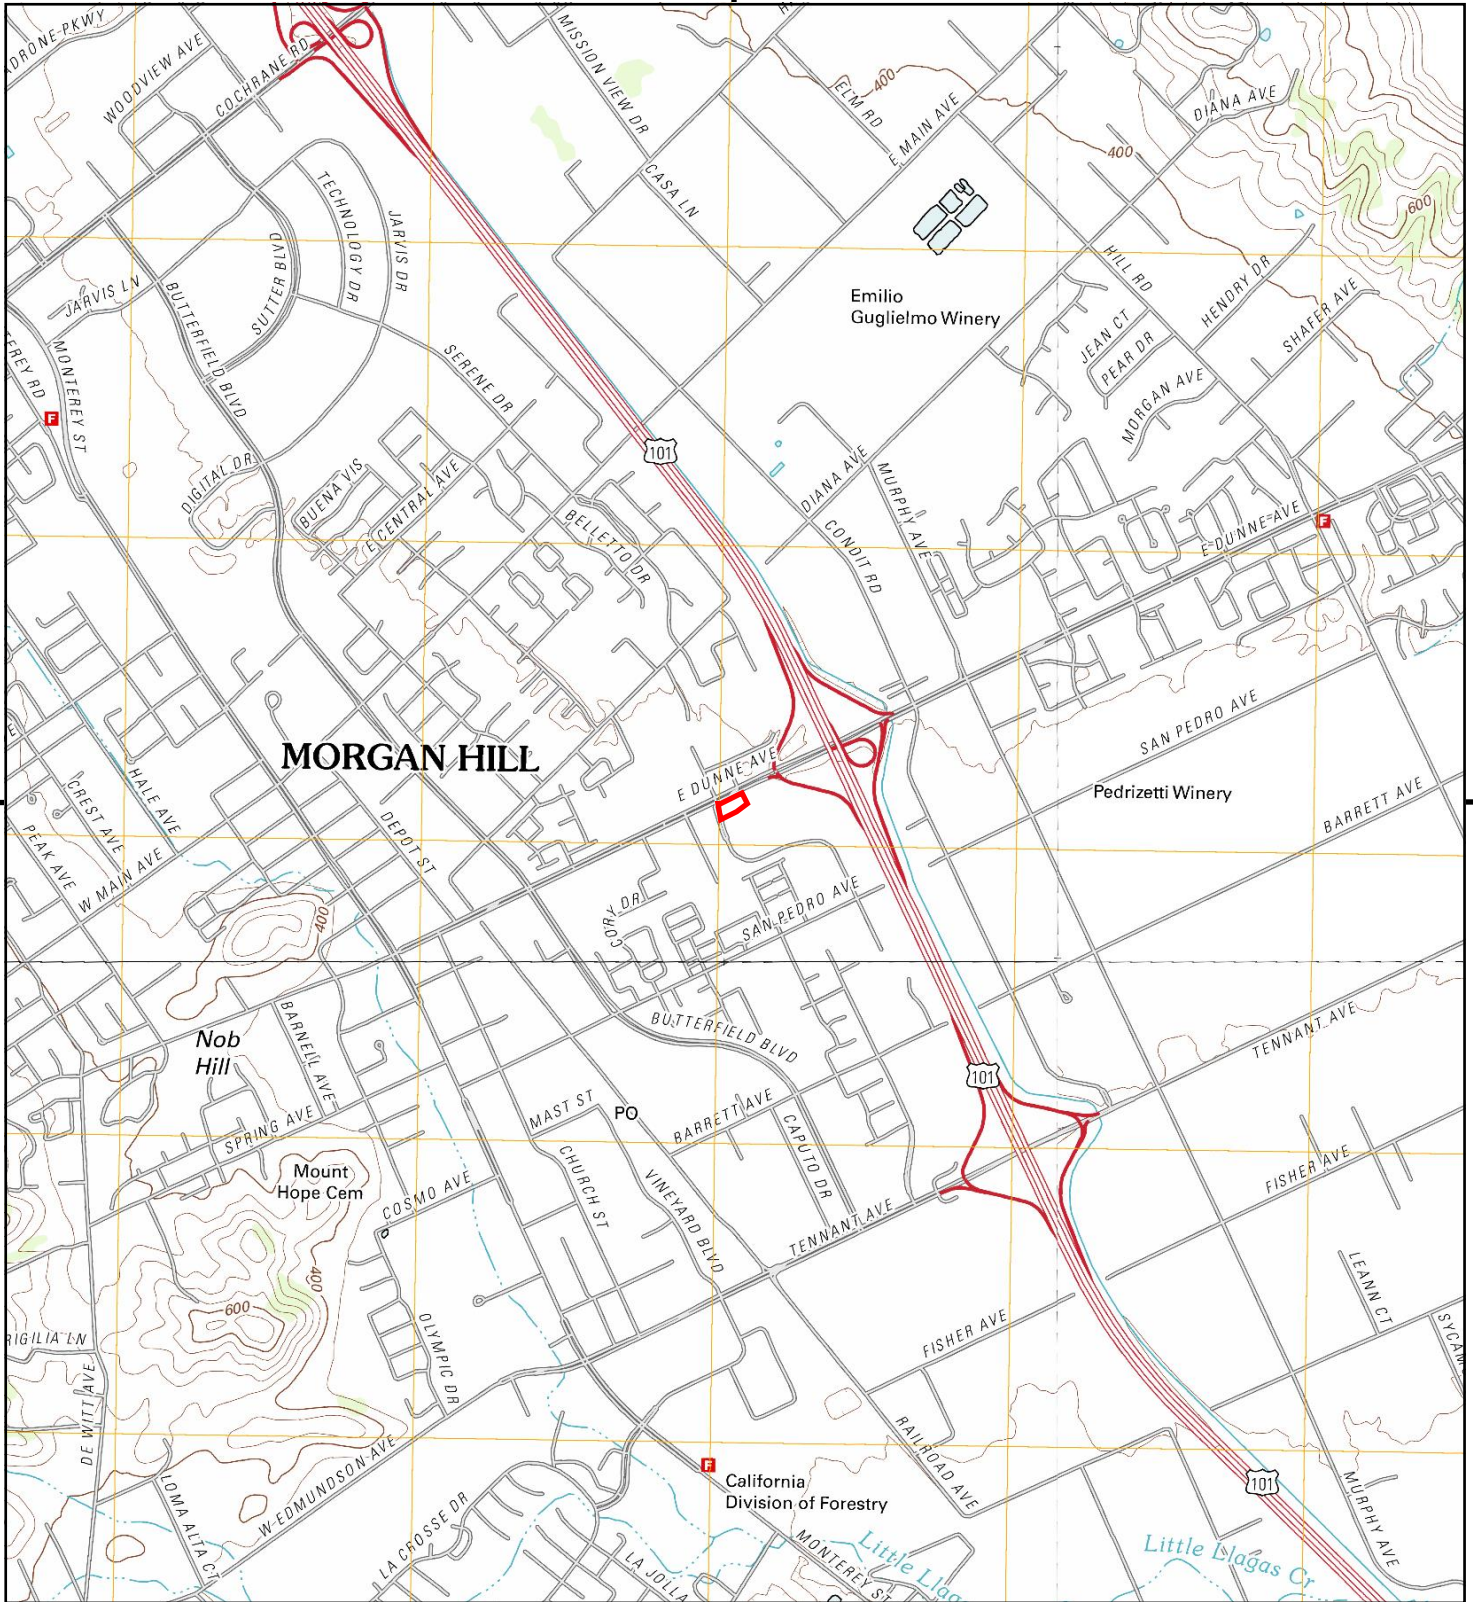 ADRONE-PKWY
WOODVIEW AVE
COCHRANE RD
MISSION VIEW DR
ELM RD
400
E MAIN AVE
DIANA AVE
400
600
TECHNOLOGY DR
JARVIS DR
CASA LN
SUTTER BLVD
JARVIS LN
BUTTERFIELD BLVD
HILL RD
HENDRY DR
SHAFER AVE
Emilio
Guglielmo Winery
JEAN CT
PEAR DR
MORGAN AVE
EREY RD
MONTEREY ST
F
SERENE DR
101
DIGITAL DR
BUENA VIS
E CENTRAL AVE
BELLETTO DR
DIANA AVE
MURPHY AVE
CONDIT RD
E-DUNNE-AVE
F
SAN PEDRO AVE
MORGAN HILL
E DUNNE AVE
Pedrizetti Winery
BARRETT AVE
E
HALE AVE
CREST AVE
PEAK AVE
W MAIN AVE
DEPOT ST
400
CORY DR
SAN PEDRO AVE
Nob
Hill
BARNELL AVE
BUTTERFIELD BLVD
101
TENNANT AVE
SPRING AVE
MAST ST
PO
BARRETT AVE
CAPUTO DR
Mount
Hope Cem
COSMO AVE
CHURCH ST
VINEYARD BLVD
TENNANT AVE
FISHER AVE
400
600
OLYMPIC DR
FISHER AVE
LEANN CT
SYCAM
RIGILIA LN
DE WITT AVE
LOMA ALTA CT
W-EDMUNDSON-AVE
LA CROSSE DR
F
California
Division of Forestry
RAILROAD AVE
101
MURPHY AVE
MONTEREY ST
LA JOLLA
Little Llag
Little Llagas Cr